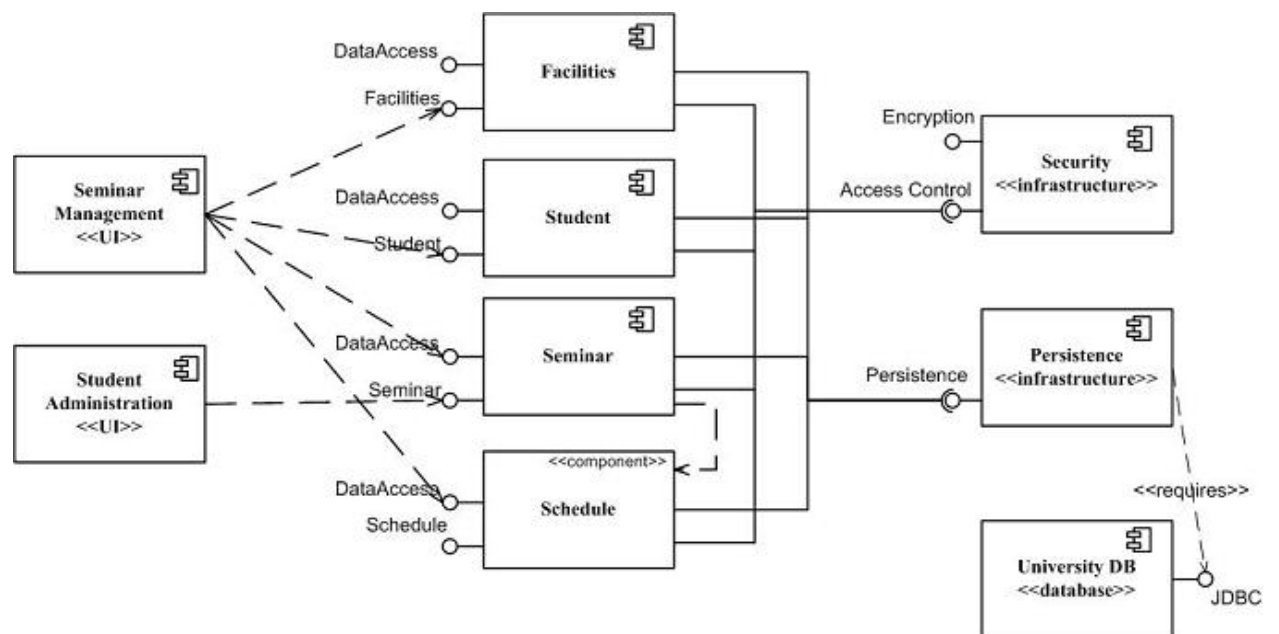 DataAccess
Facilities
Facilities
Encryption
Security
<<infrastructure>>
Access Control
Seminar
Management
<<UI>>
DataAccess
Student
Student
DataAccess
Seminar
Seminar
Persistence
<<infrastructure>>
Persistence
Student
Administration
<<UI>>
<<component>>
DataAccess
Schedule
Schedule
<<requires>>
University DB
<<database>>
JDBC